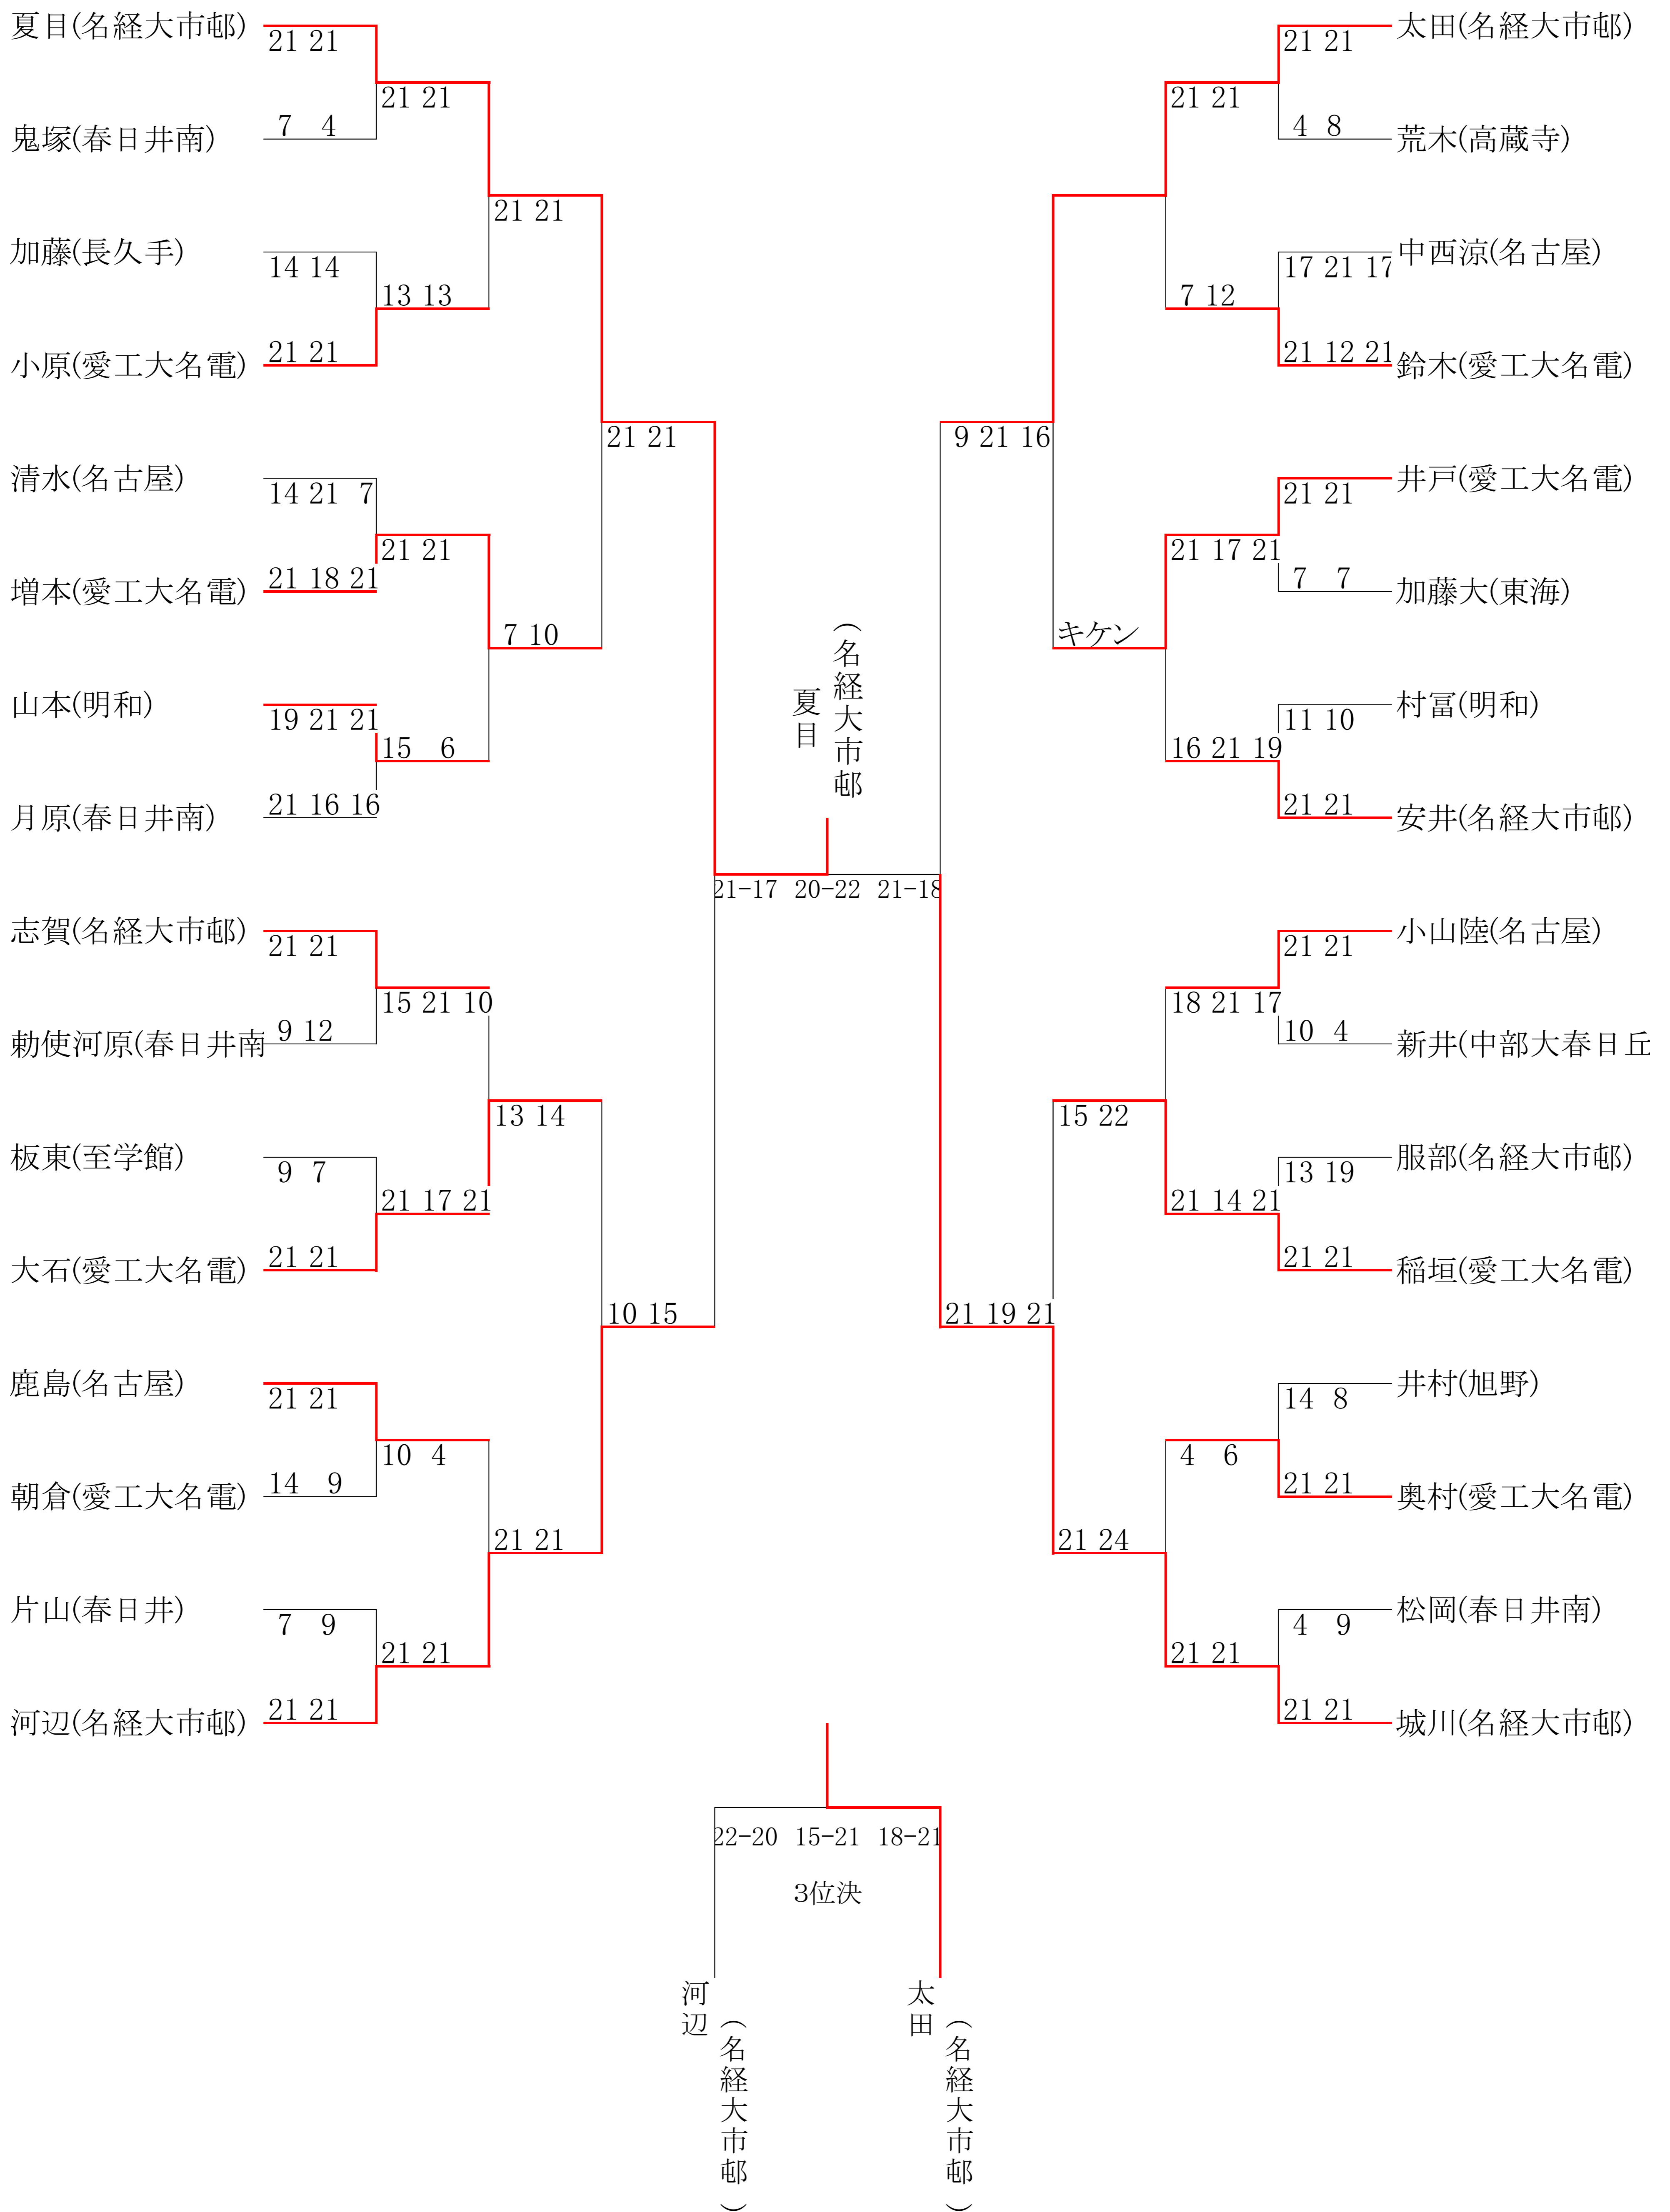 夏目(名経大市邨)
21 21
21 21
鬼塚(春日井南)
7 4
21 21
加藤(長久手)
14 14
13 13
小原(愛工大名電)
21 21
21 21
清水(名古屋)
14 21 7
21 21
増本(愛工大名電)
21 18 21
7 10
山本(明和)
19 21 21
15 6
月原(春日井南)
21 16 16
志賀(名経大市邨)
21 21
15 21 10
勅使河原(春日井南
9 12
13 14
板東(至学館)
9 7
21 17 21
大石(愛工大名電)
21 21
10 15
鹿島(名古屋)
21 21
10 4
朝倉(愛工大名電)
14 9
21 21
片山(春日井)
7 9
21 21
河辺(名経大市邨)
21 21
夏目
(名経大市邨
21-17 20-22 21-18
太田(名経大市邨)
21 21
21 21
荒木(高蔵寺)
4 8
中西涼(名古屋)
17 21 17
7 12
鈴木(愛工大名電)
21 12 21
9 21 16
井戸(愛工大名電)
21 21
21 17 21
加藤大(東海)
7 7
キケン
村冨(明和)
11 10
16 21 19
安井(名経大市邨)
21 21
小山陸(名古屋)
21 21
18 21 17
新井(中部大春日丘
10 4
15 22
服部(名経大市邨)
13 19
21 14 21
稲垣(愛工大名電)
21 21
21 19 21
井村(旭野)
14 8
4 6
奥村(愛工大名電)
21 21
21 24
松岡(春日井南)
4 9
21 21
城川(名経大市邨)
21 21
22-20 15-21 18-21
3位決
河辺
(名経大市邨)
太田
(名経大市邨)